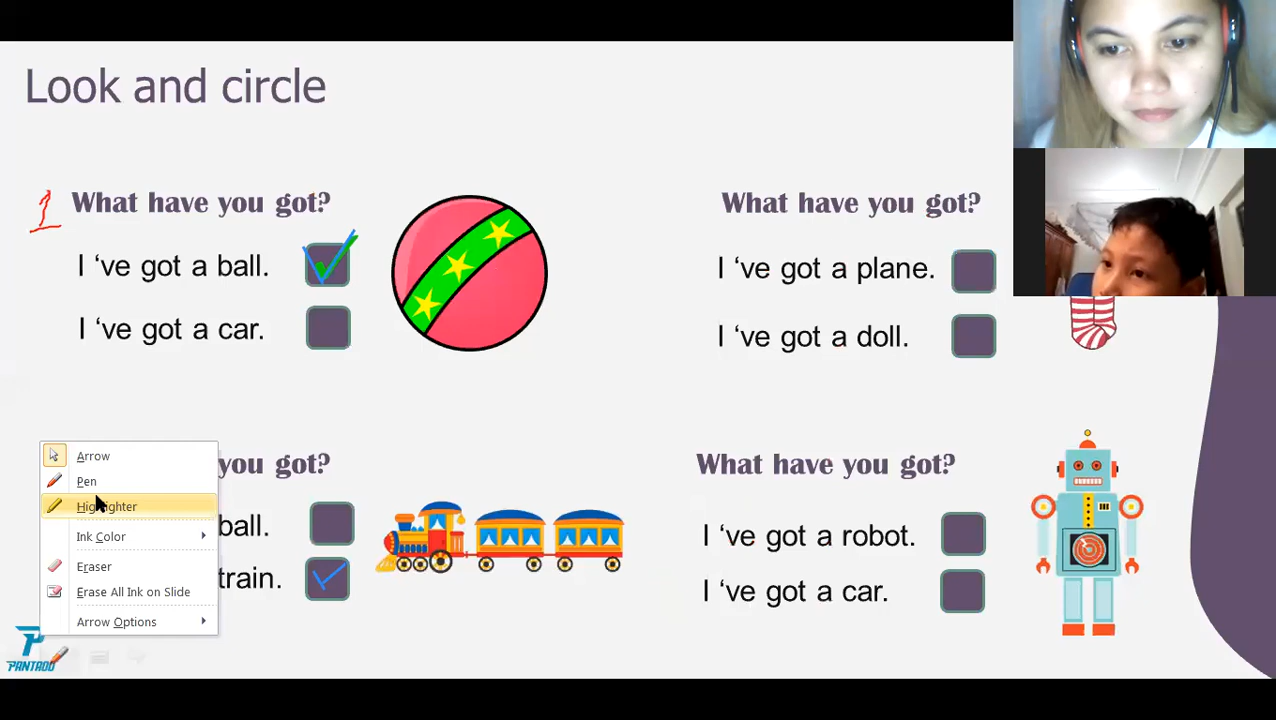 Look and circle
1 What have you got?
I 've got a ball.
I 've got a car.
What have you got?
I 've got a plane.
I 've got a doll.
you got?
ball.
train.
What have you got?
I 've got a robot.
I 've got a car.
Arrow
Pen
Highlighter
Ink Color
Eraser
Erase All Ink on Slide
Arrow Options
PANTADO